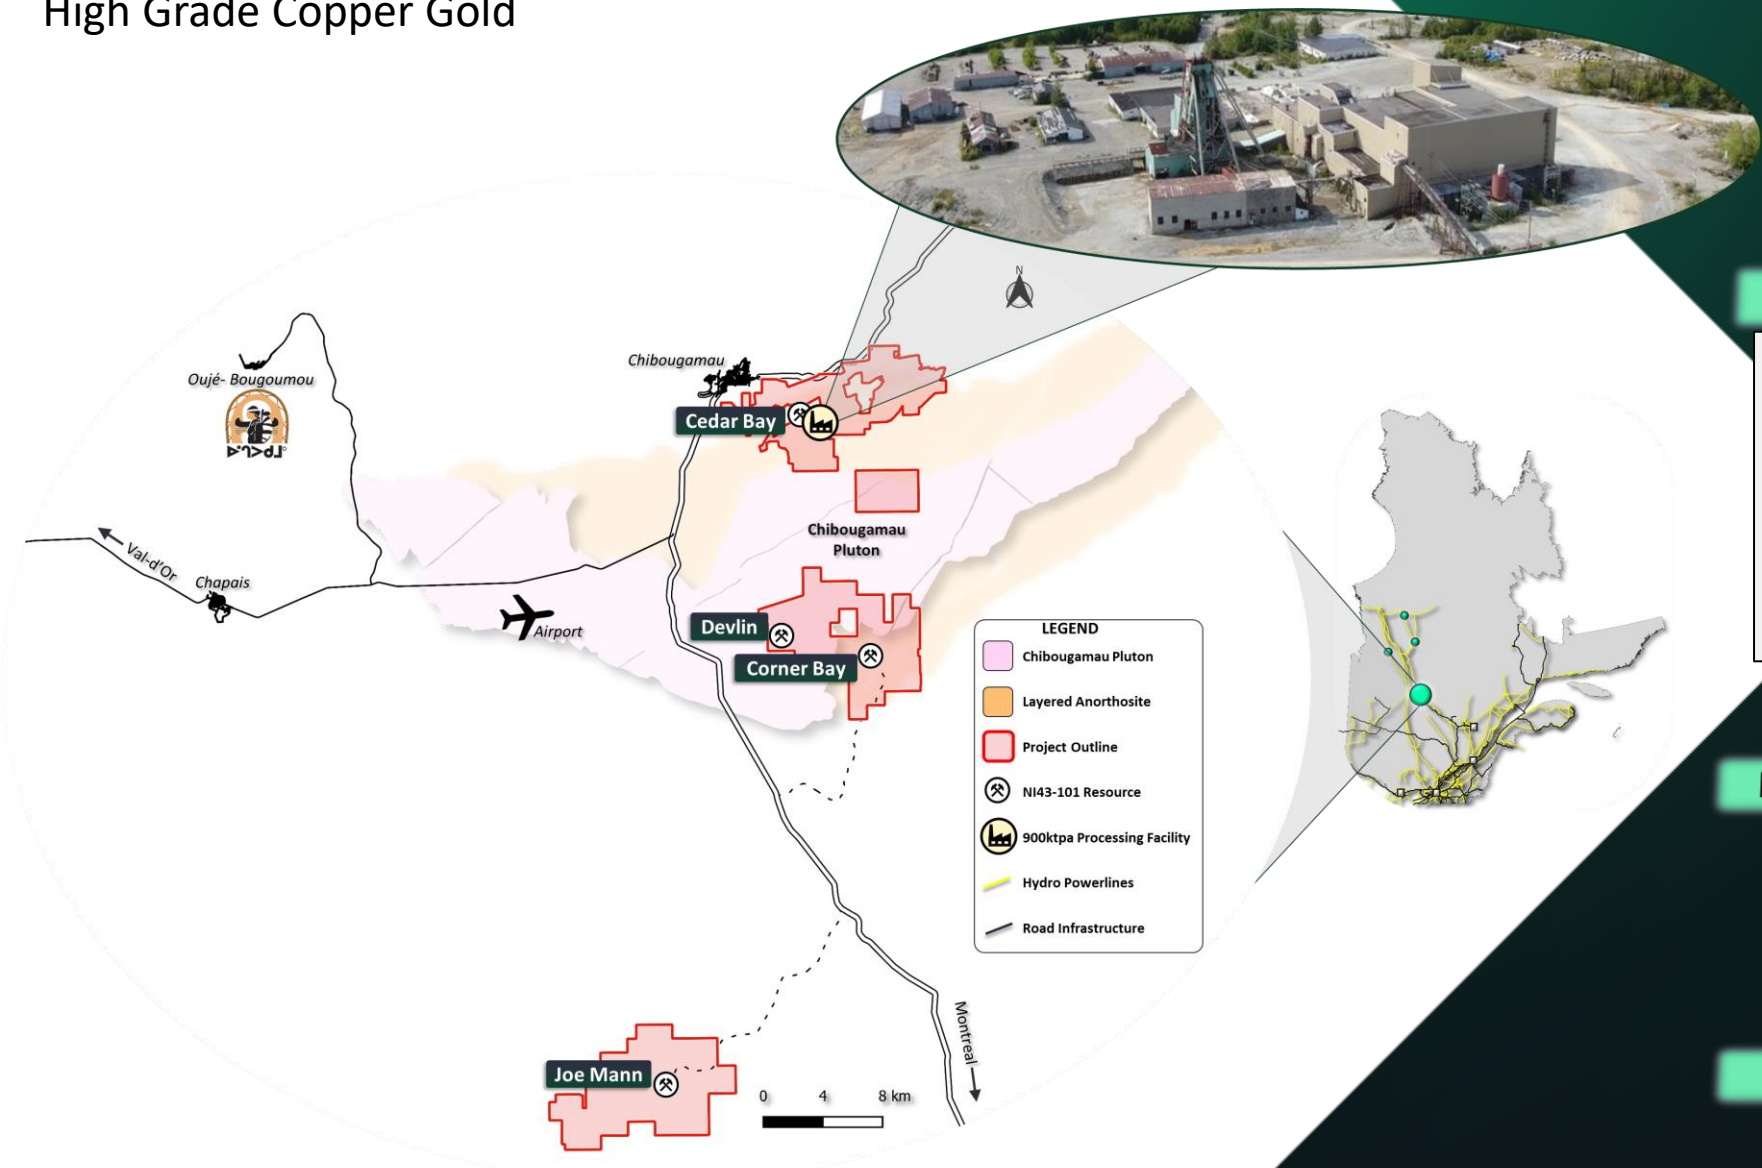 High Grade Copper Gold
N
Chibougamau
Oujé- Bougoumou
ᐅᒉᐳᑯᒧ
Cedar Bay
Chibougamau
Pluton
Val-d'Or
Chapais
Airport
Devlin
Corner Bay
LEGEND
Chibougamau Pluton
Layered Anorthosite
Project Outline
NI43-101 Resource
900ktpa Processing Facility
Hydro Powerlines
Road Infrastructure
Montreal
Joe Mann
0 4 8 km